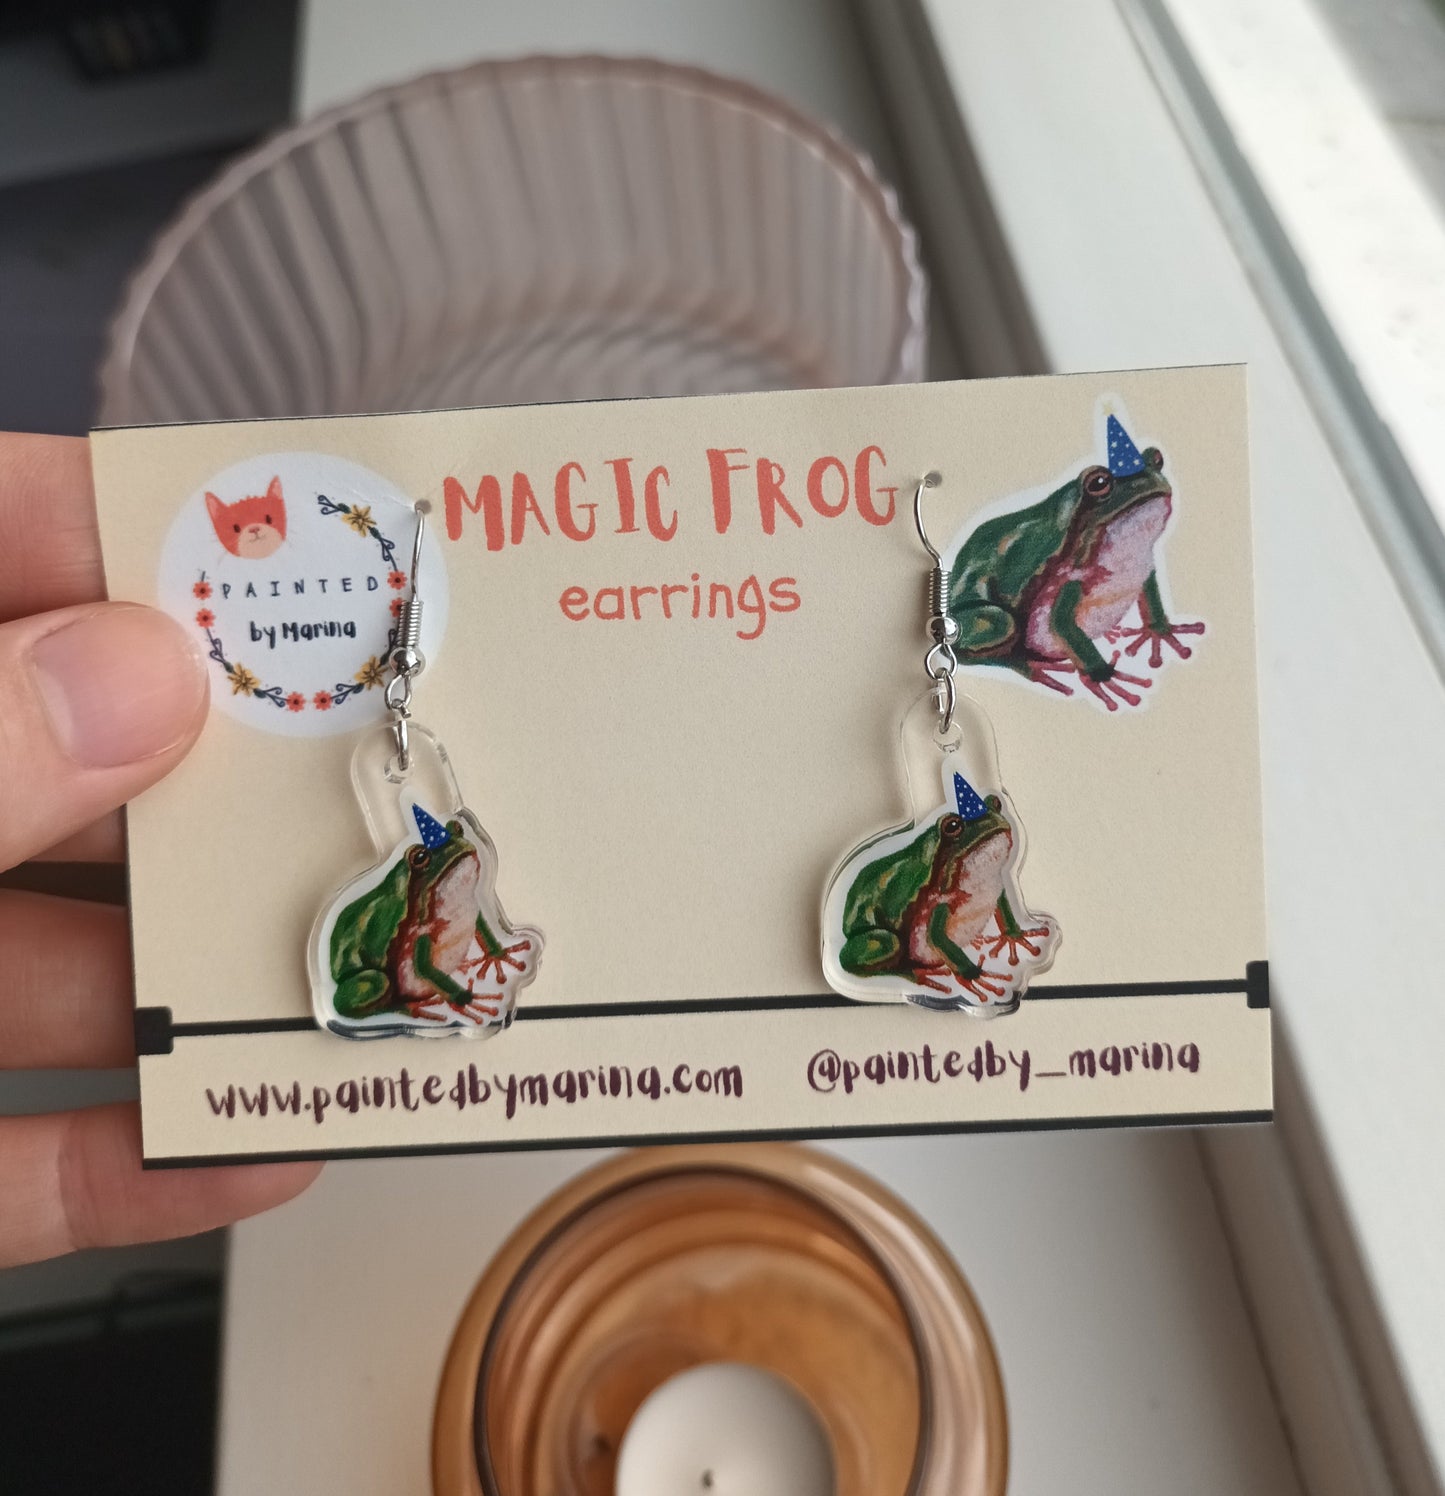 MAGIC FROG
earrings
PAINTED
by Marina
www.paintedbymarina.com
@paintedby_marina